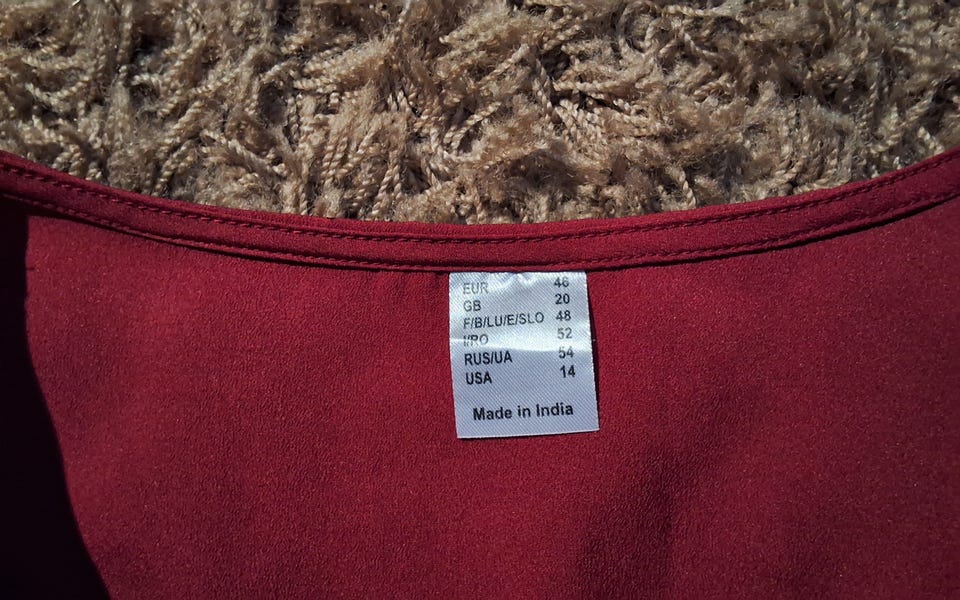 EUR 46
GB 20
F/B/LU/E/SLO 48
I/RO 52
RUS/UA 54
USA 14
Made in India